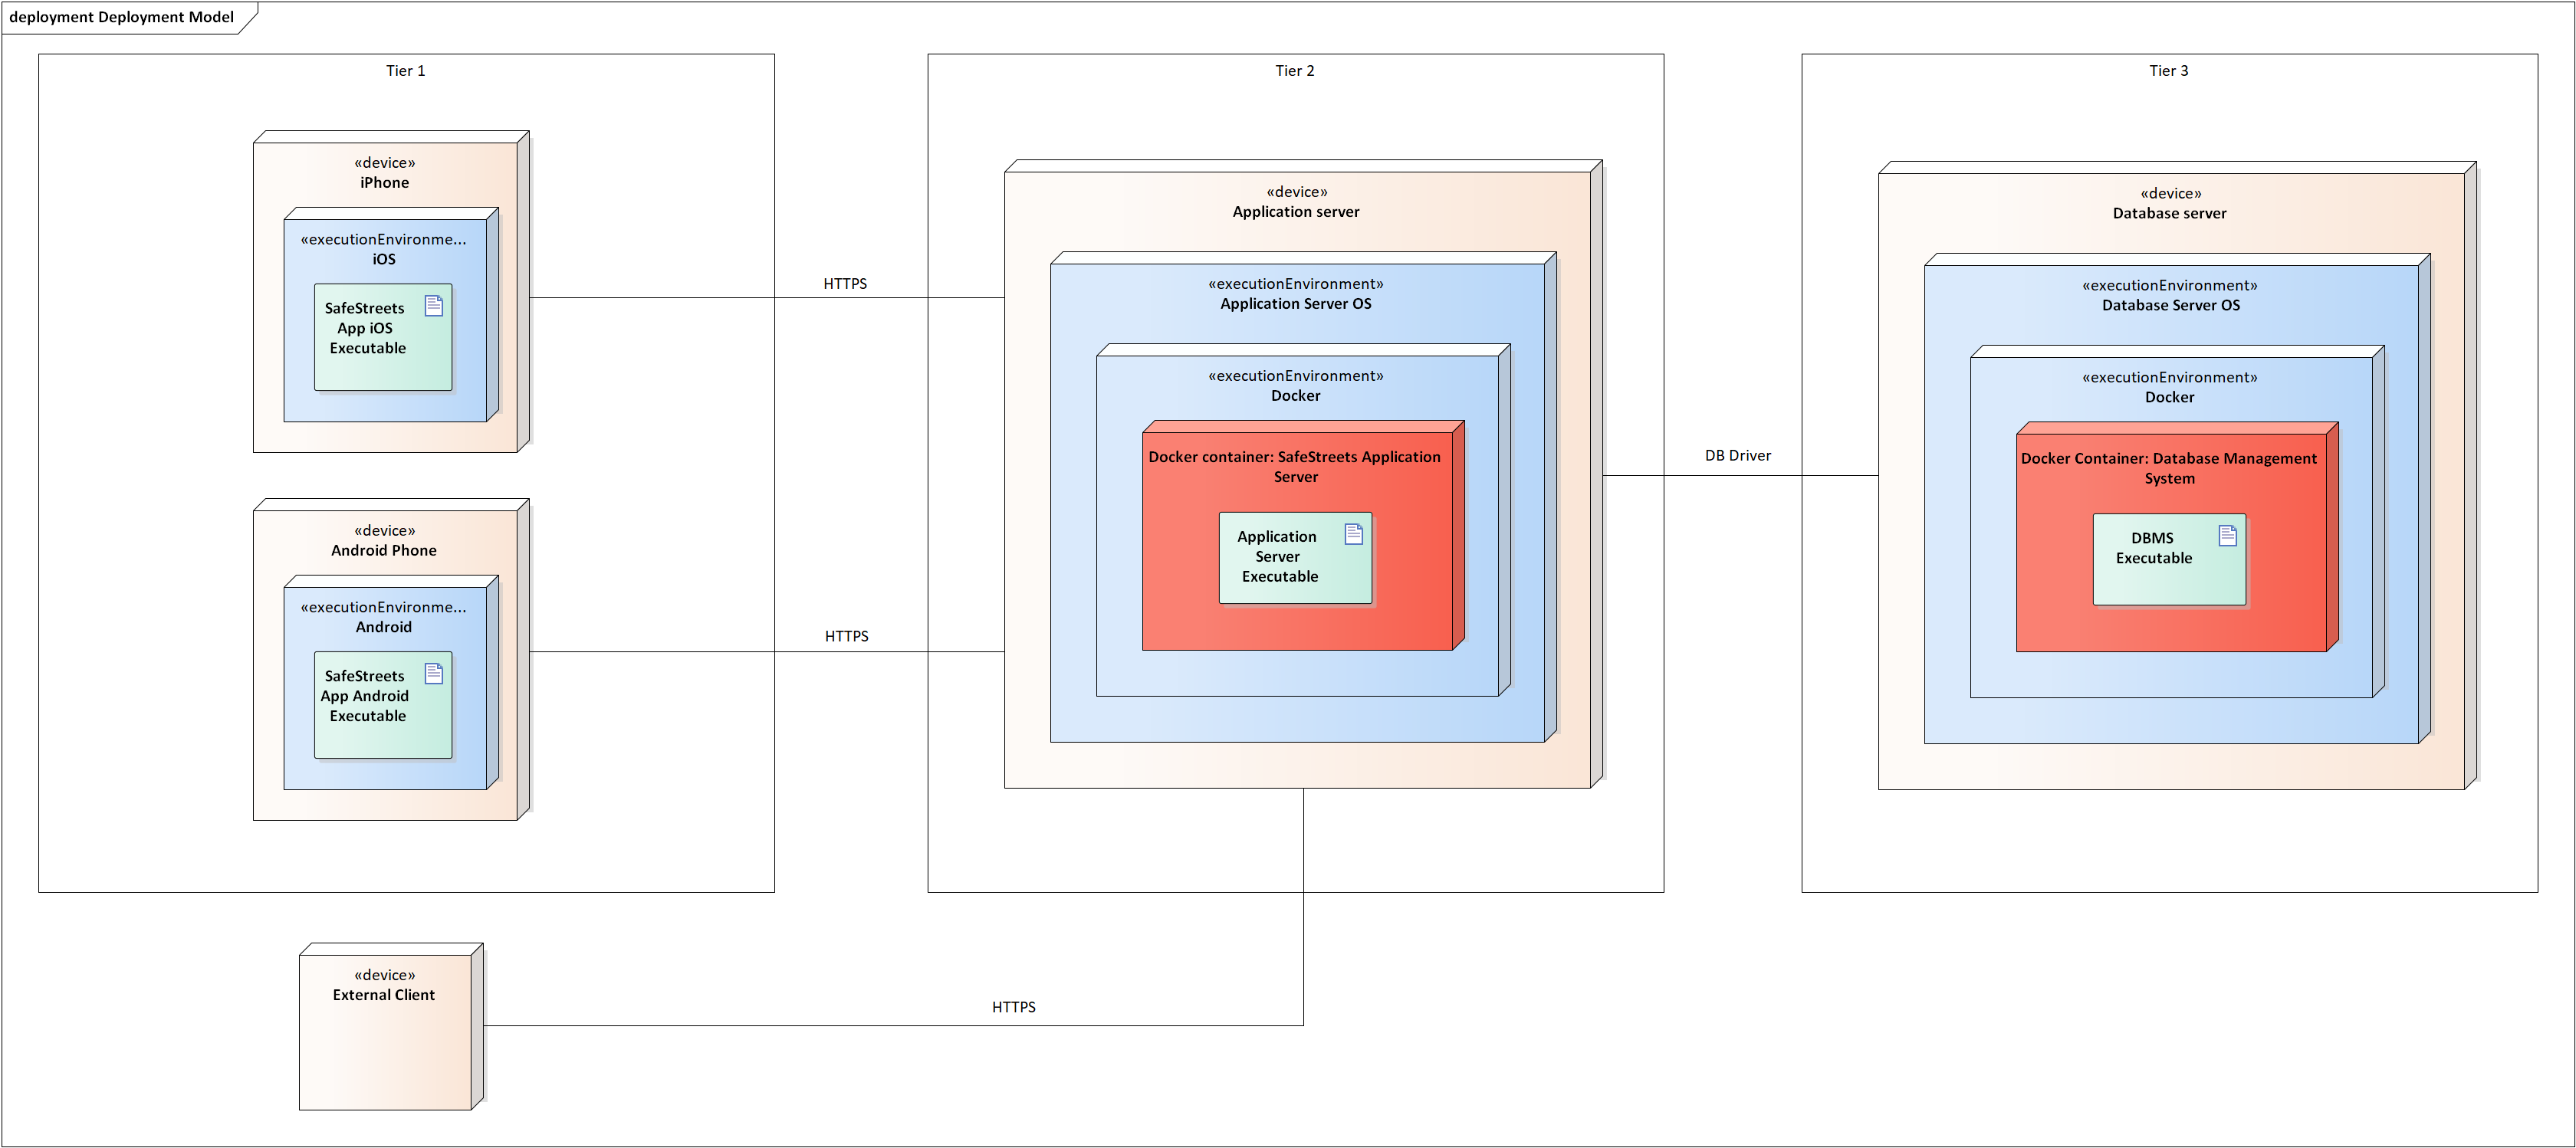 deployment Deployment Model
Tier 1
«device»
iPhone
«executionEnvironme...
iOS
SafeStreets
App iOS
Executable
«device»
Android Phone
«executionEnvironme...
Android
SafeStreets
App Android
Executable
HTTPS
HTTPS
Tier 2
«device»
Application server
«executionEnvironment»
Application Server OS
«executionEnvironment»
Docker
Docker container: SafeStreets Application
Server
Application
Server
Executable
DB Driver
Tier 3
«device»
Database server
«executionEnvironment»
Database Server OS
«executionEnvironment»
Docker
Docker Container: Database Management
System
DBMS
Executable
«device»
External Client
HTTPS